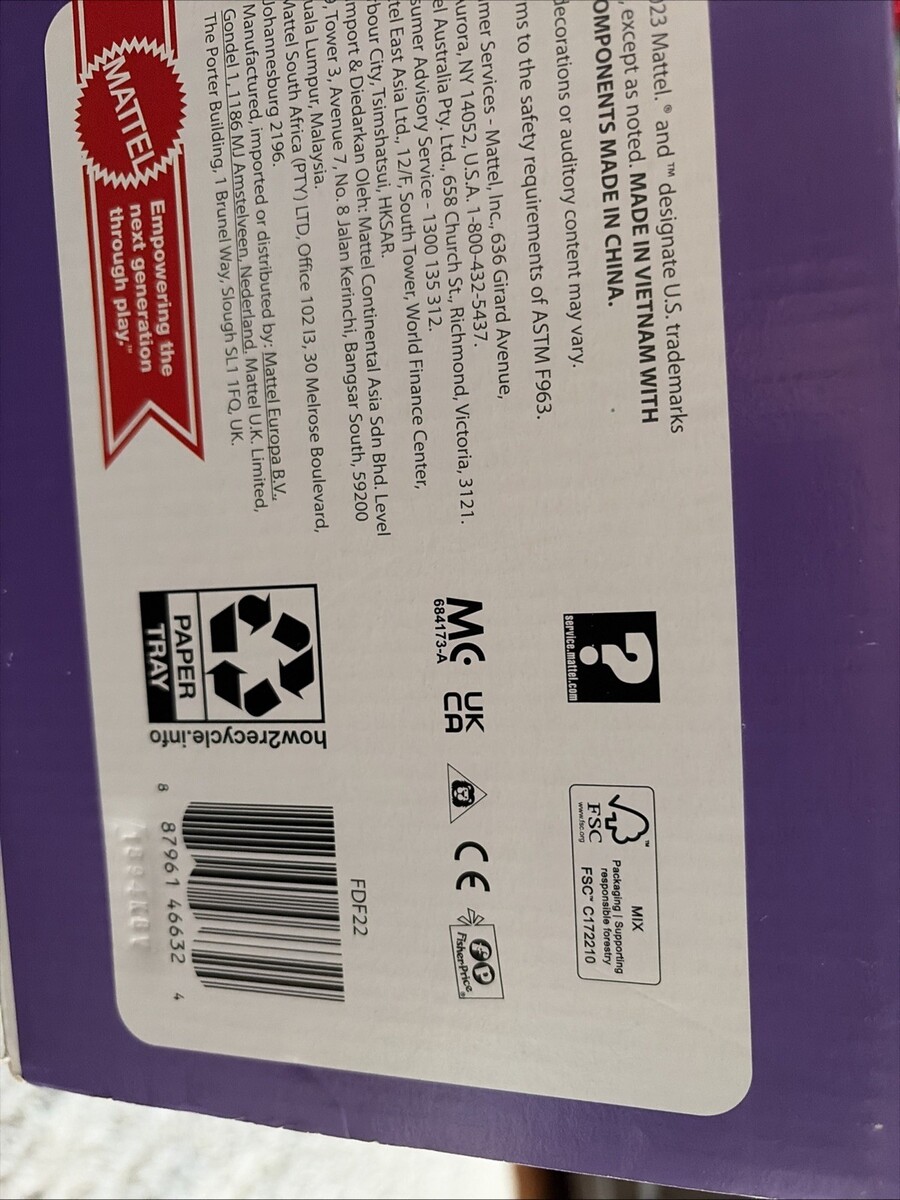 023 Mattel.® and ™ designate U.S. trademarks
, except as noted. MADE IN VIETNAM WITH
OMPONENTS MADE IN CHINA.
decorations or auditory content may vary.
ms to the safety requirements of ASTM F963.
mer Services - Mattel, Inc., 636 Girard Avenue,
urora, NY 14052, U.S.A. 1-800-432-5437.
el Australia Pty. Ltd., 658 Church St., Richmond, Victoria, 3121.
sumer Advisory Service - 1300 135 312.
tel East Asia Ltd., 12/F, South Tower, World Finance Center,
rbour City, Tsimshatsui, HKSAR.
mport & Diedarkan Oleh: Mattel Continental Asia Sdn Bhd. Level
9, Tower 3, Avenue 7, No. 8 Jalan Kerinchi, Bangsar South, 59200
uala Lumpur, Malaysia.
Mattel South Africa (PTY) LTD, Office 102 I3, 30 Melrose Boulevard,
Johannesburg 2196.
Manufactured, imported or distributed by: Mattel Europa B.V.,
Gondel 1, 1186 MJ Amstelveen, Nederland. Mattel U.K. Limited,
The Porter Building, 1 Brunel Way, Slough SL1 1FQ, UK.
MATTEL
Empowering the
next generation
through play.™
?
service.mattel.com
MC
684173-A
UK
CA
CE
Fisher-Price®
FSC™
www.fsc.org
MIX
Packaging | Supporting
responsible forestry
FSC™ C172210
PAPER
TRAY
how2recycle.info
FDF22
8 87961 46632 4